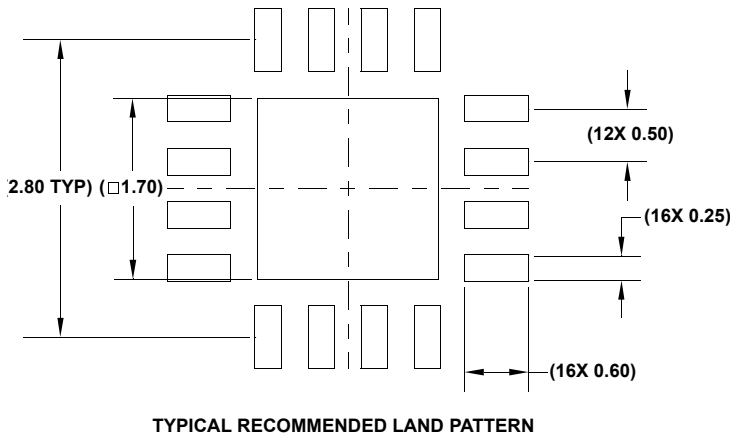 (12X 0.50)
2.80 TYP) (□1.70)
(16X 0.25)
(16X 0.60)
TYPICAL RECOMMENDED LAND PATTERN